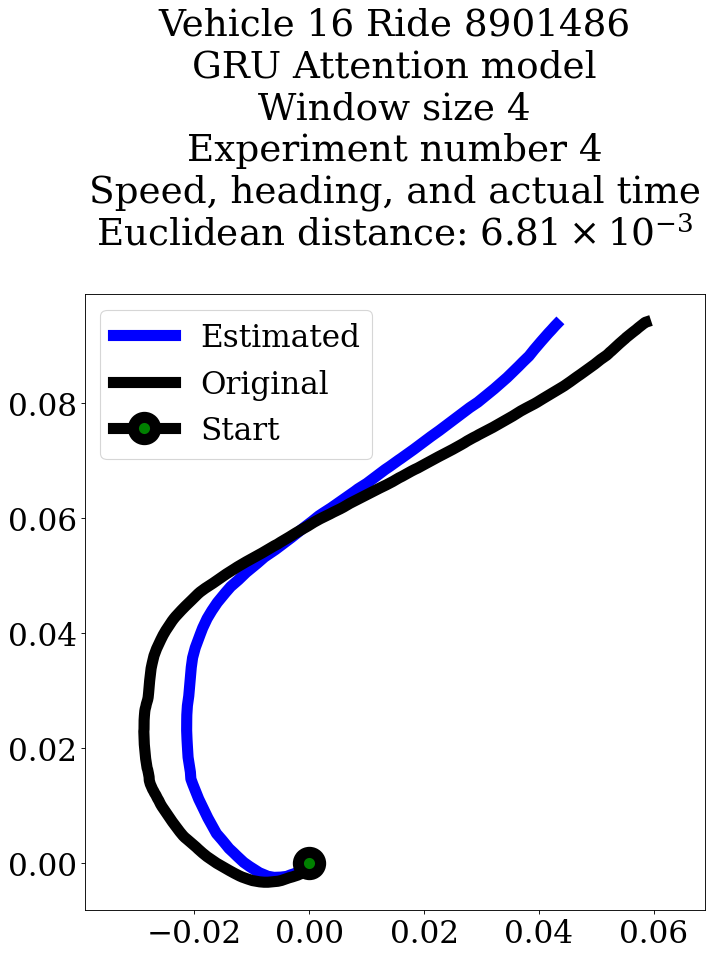 Vehicle 16 Ride 8901486
GRU Attention model
Window size 4
Experiment number 4
Speed, heading, and actual time
Euclidean distance: 6.81 × 10⁻³
Estimated
Original
Start
0.08
0.06
0.04
0.02
0.00
−0.02 0.00 0.02 0.04 0.06